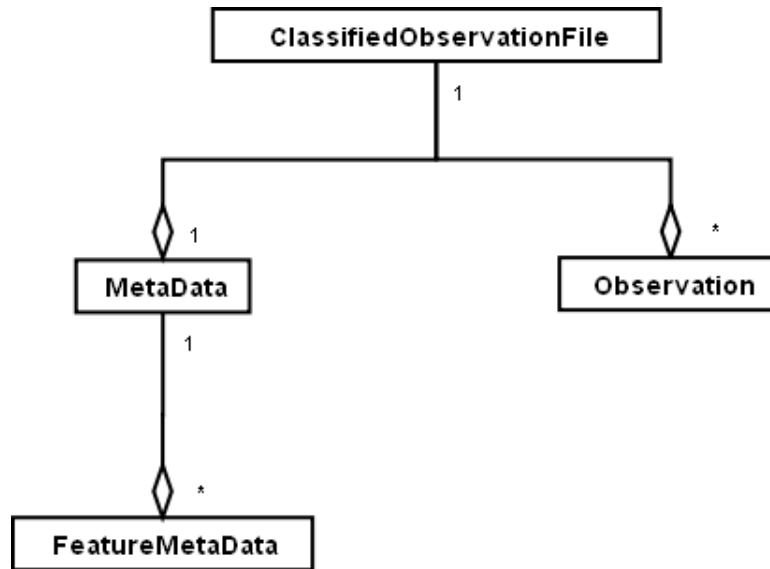 ClassifiedObservationFile
1
1
*
MetaData
Observation
1
*
FeatureMetaData